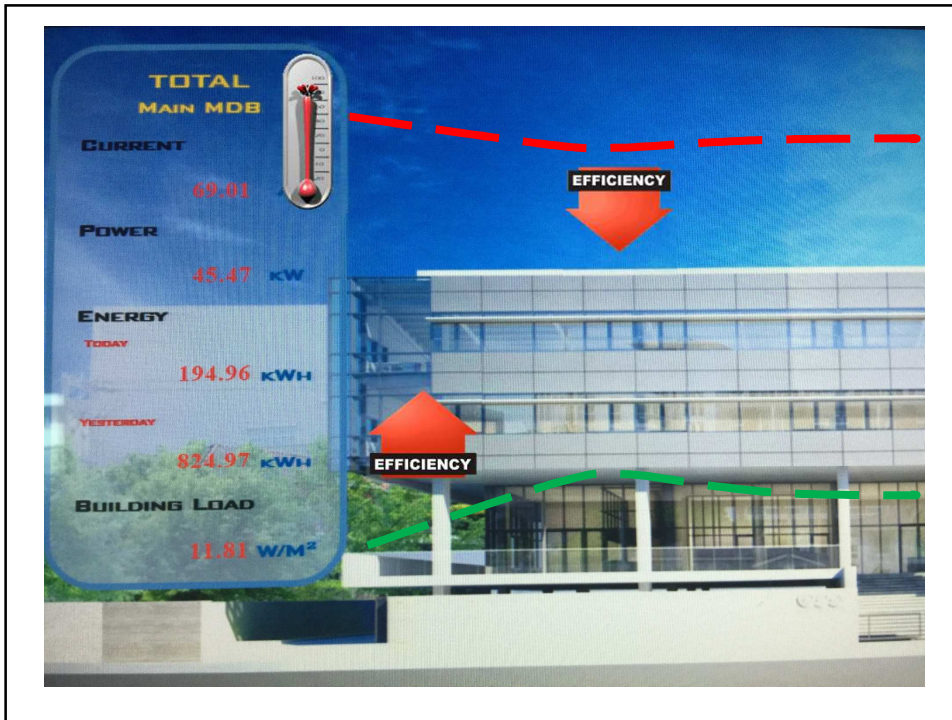 TOTAL
MAIN MDB
CURRENT
69.01
POWER
45.47 KW
ENERGY
TODAY
194.96 KWH
YESTERDAY
824.97 KWH
BUILDING LOAD
11.81 W/M²
EFFICIENCY
EFFICIENCY